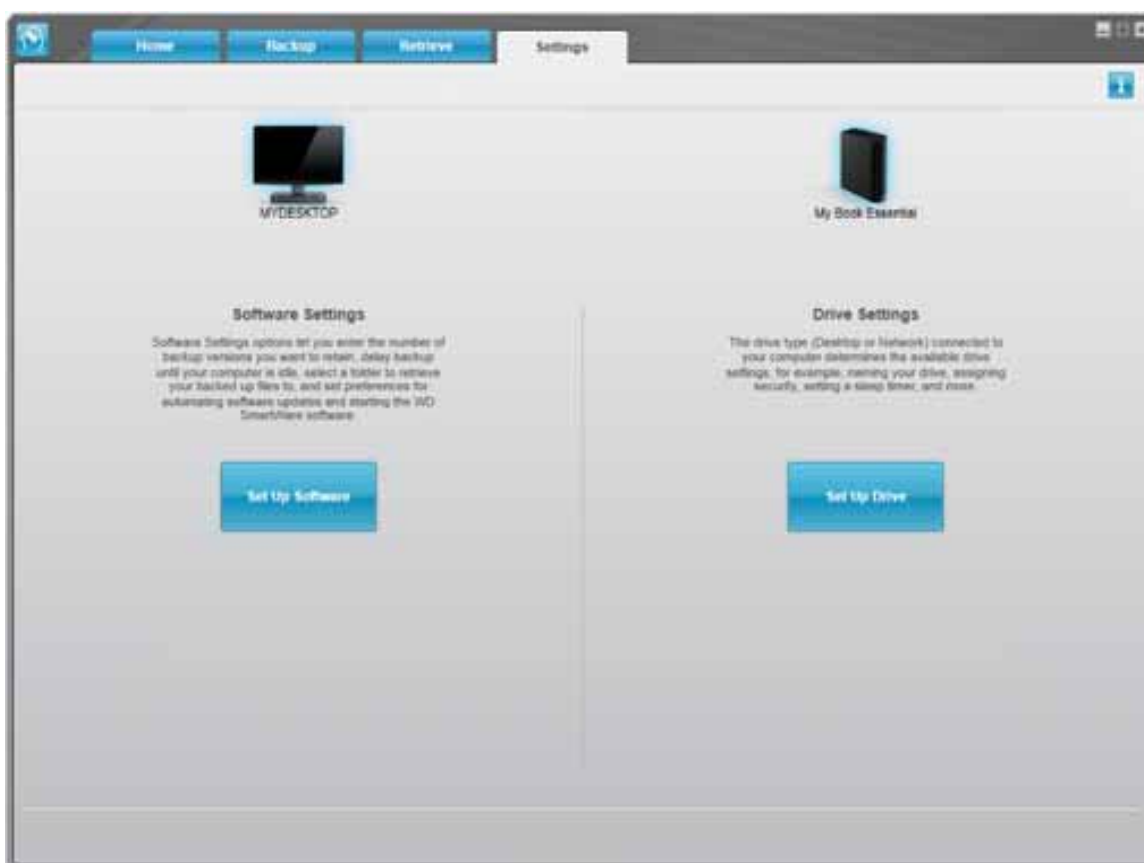 Home
Backup
Retrieve
Settings
i
MYDESKTOP
My Book Essential
Software Settings
Software Settings options let you enter the number of
backup versions you want to retain, delay backup
until your computer is idle, select a folder to retrieve
your backed up files to, and set preferences for
automating software updates and starting the WD
SmartWare software.
Set Up Software
Drive Settings
The drive type (Desktop or Network) connected to
your computer determines the available drive
settings, for example, naming your drive, assigning
security, setting a sleep timer, and more.
Set Up Drive